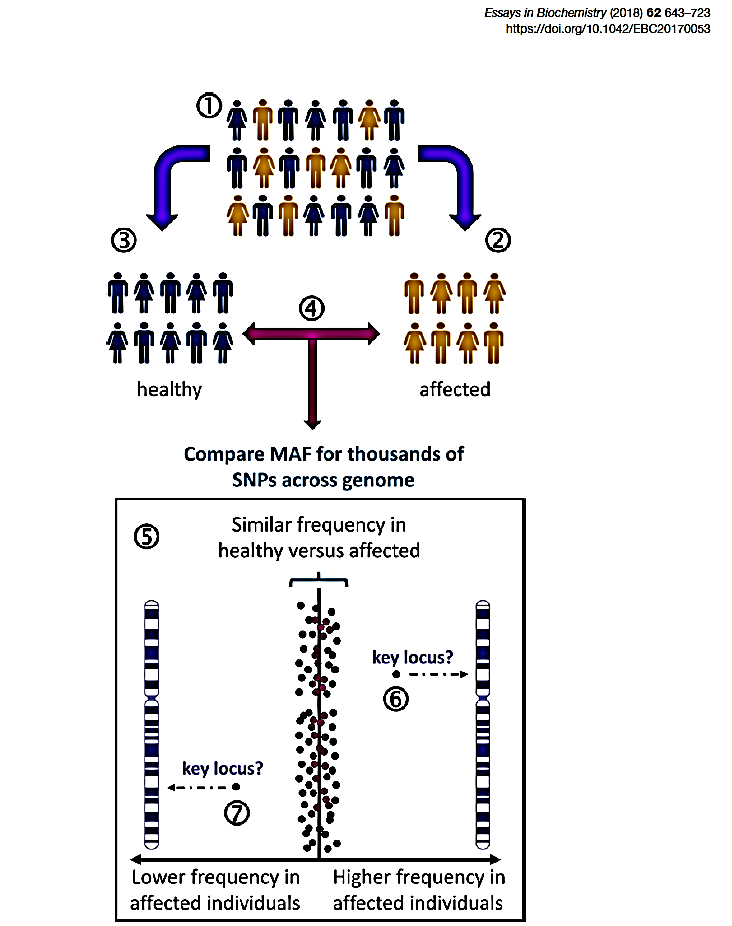 Essays in Biochemistry (2018) 62 643–723
https://doi.org/10.1042/EBC20170053
①
③
②
④
healthy
affected
Compare MAF for thousands of
SNPs across genome
⑤
Similar frequency in
healthy versus affected
key locus?
⑥
key locus?
⑦
Lower frequency in
affected individuals
Higher frequency in
affected individuals